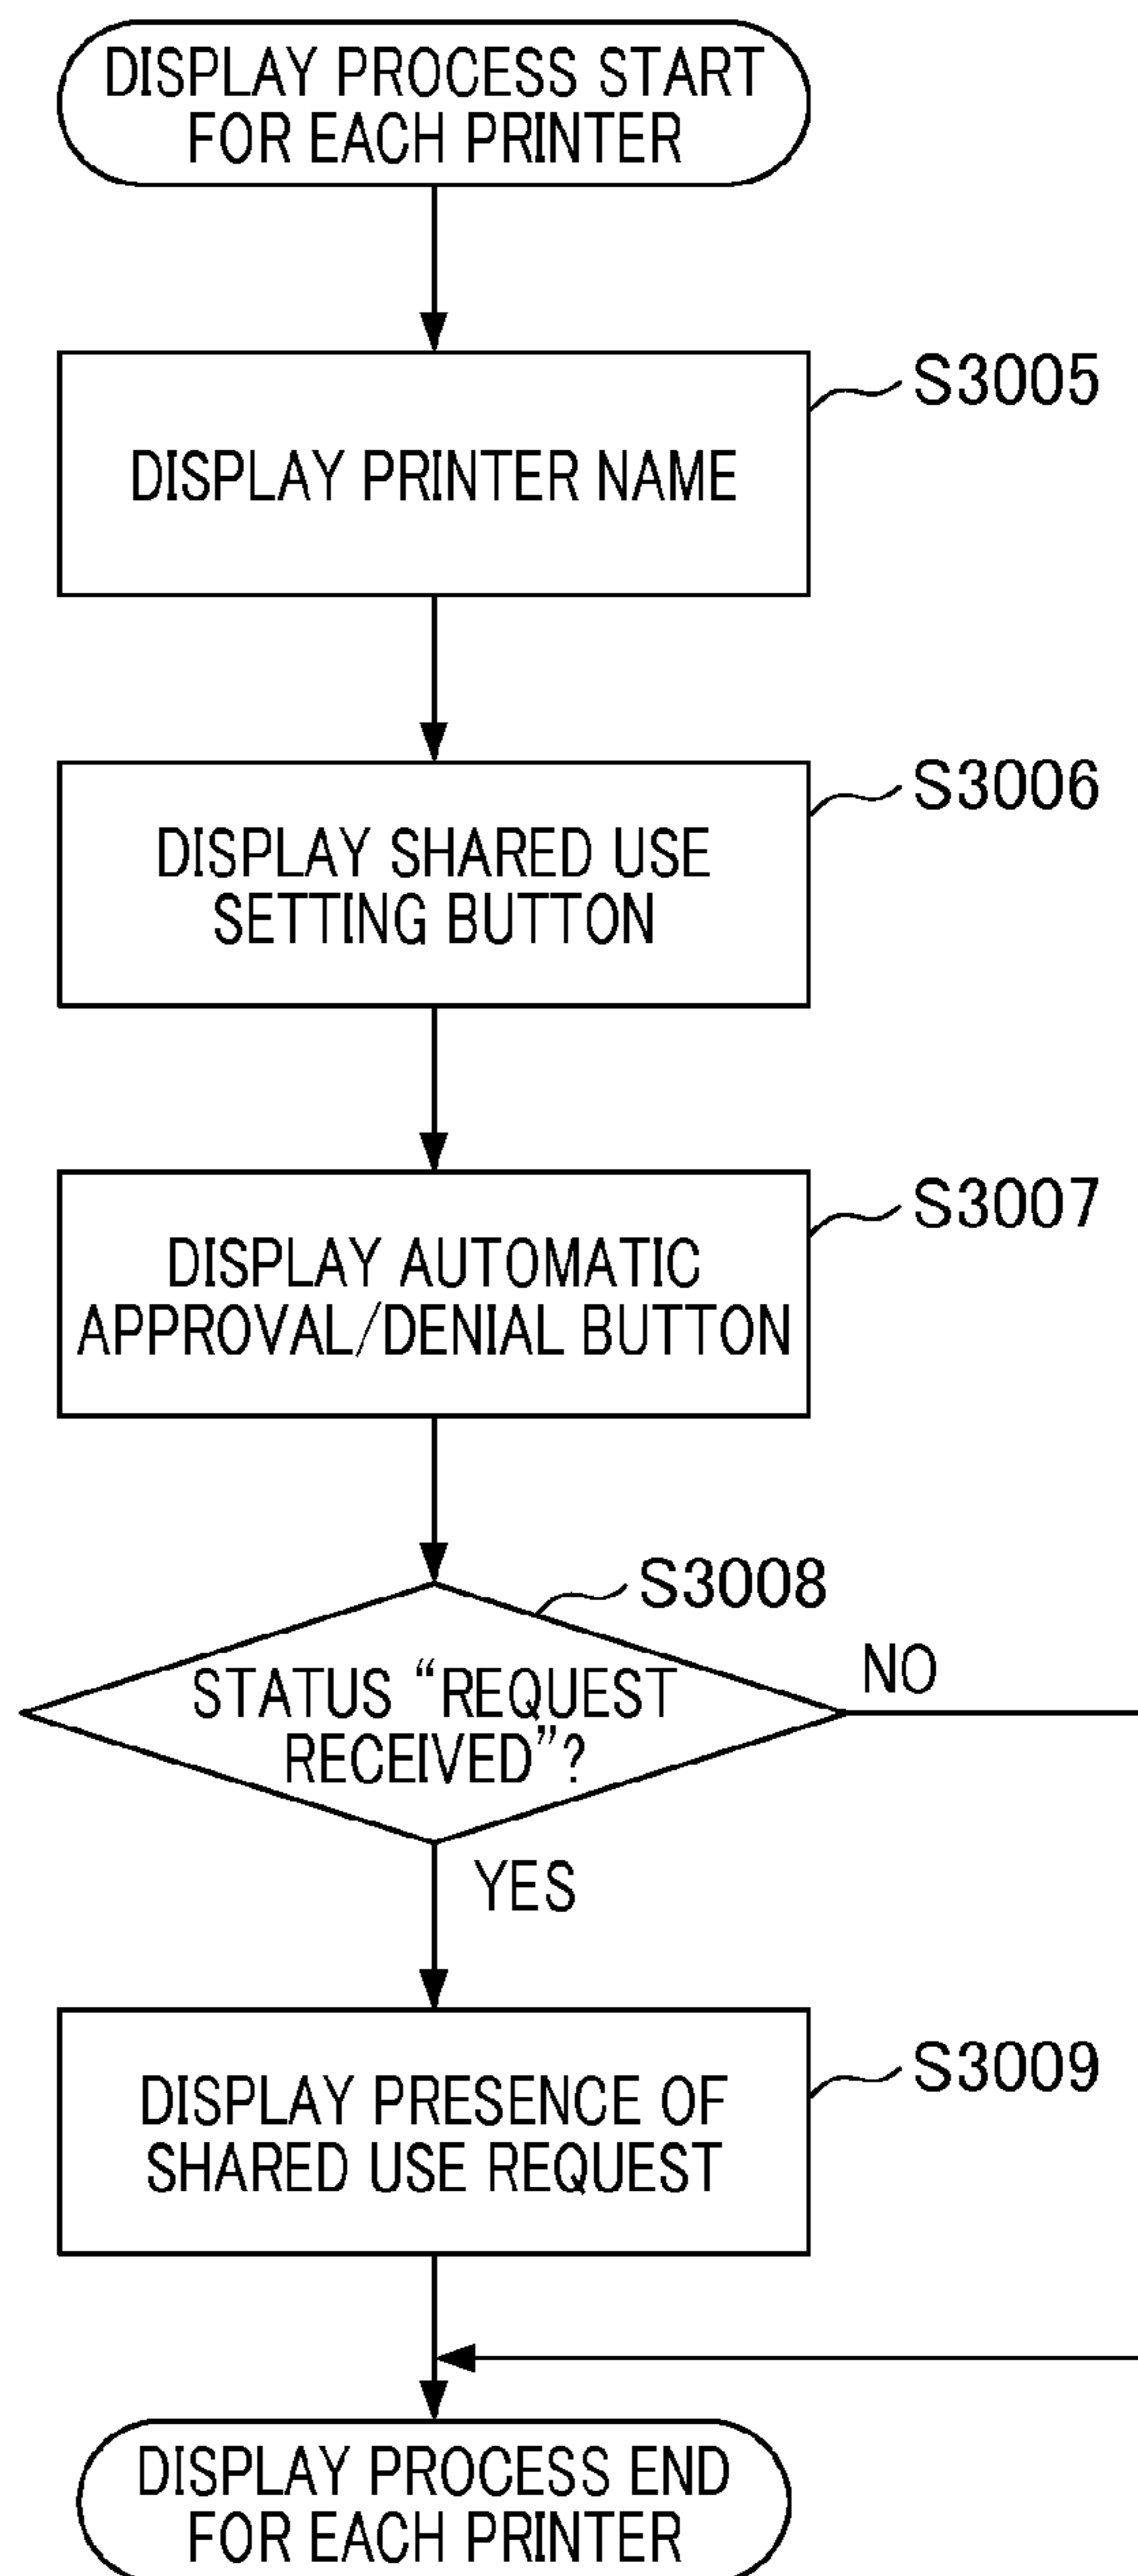 DISPLAY PROCESS START
FOR EACH PRINTER
S3005
DISPLAY PRINTER NAME
S3006
DISPLAY SHARED USE
SETTING BUTTON
S3007
DISPLAY AUTOMATIC
APPROVAL/DENIAL BUTTON
S3008
STATUS “REQUEST
RECEIVED”?
NO
YES
S3009
DISPLAY PRESENCE OF
SHARED USE REQUEST
DISPLAY PROCESS END
FOR EACH PRINTER